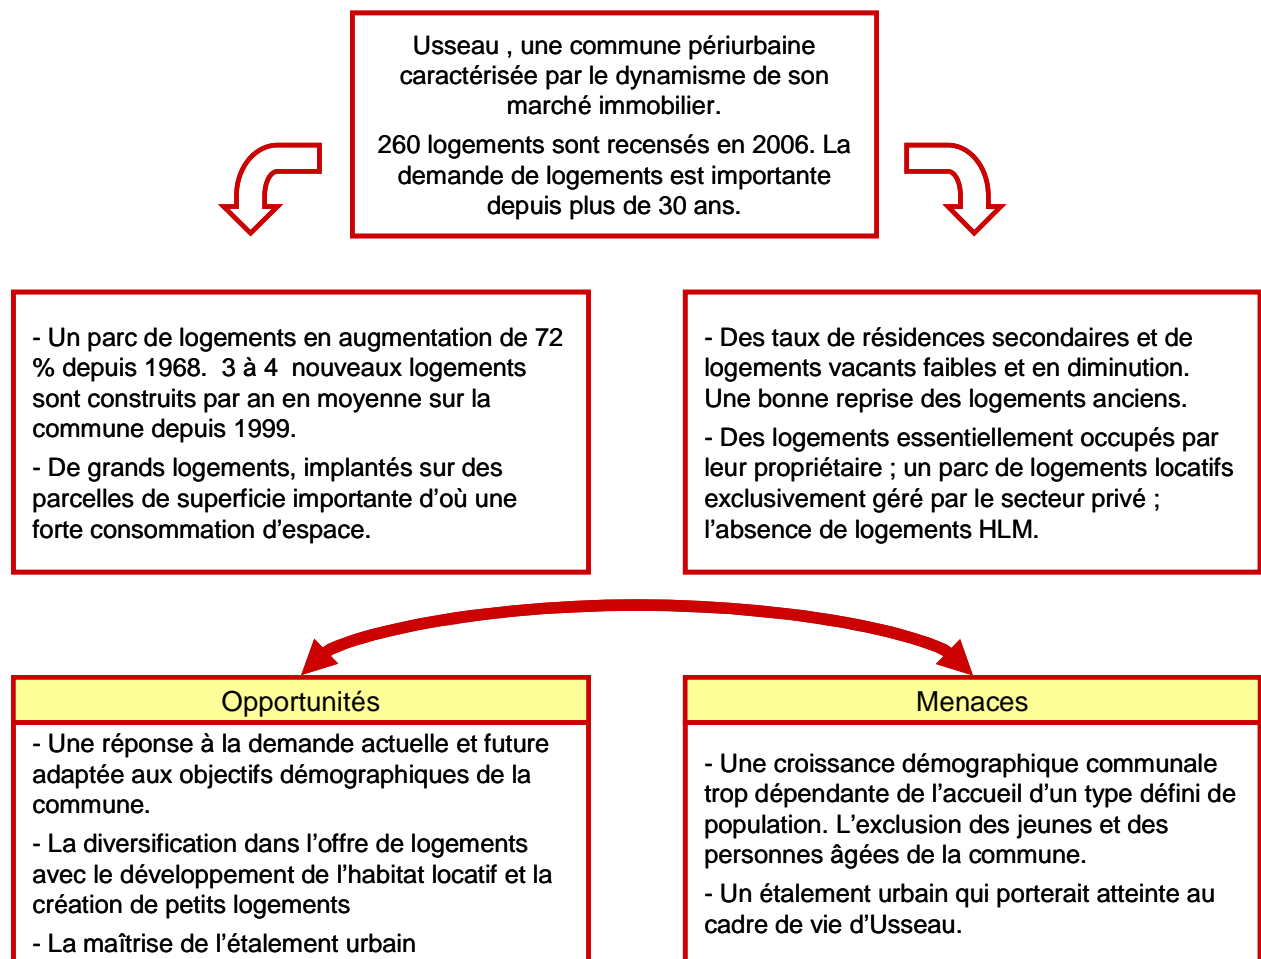 Usseau , une commune périurbaine
caractérisée par le dynamisme de son
marché immobilier.
260 logements sont recensés en 2006. La
demande de logements est importante
depuis plus de 30 ans.
- Un parc de logements en augmentation de 72
% depuis 1968.  3 à 4  nouveaux logements
sont construits par an en moyenne sur la
commune depuis 1999.
- De grands logements, implantés sur des
parcelles de superficie importante d’où une
forte consommation d’espace.
- Des taux de résidences secondaires et de
logements vacants faibles et en diminution.
Une bonne reprise des logements anciens.
- Des logements essentiellement occupés par
leur propriétaire ; un parc de logements locatifs
exclusivement géré par le secteur privé ;
l’absence de logements HLM.
Opportunités
- Une réponse à la demande actuelle et future
adaptée aux objectifs démographiques de la
commune.
- La diversification dans l’offre de logements
avec le développement de l’habitat locatif et la
création de petits logements
- La maîtrise de l’étalement urbain
Menaces
- Une croissance démographique communale
trop dépendante de l’accueil d’un type défini de
population. L’exclusion des jeunes et des
personnes âgées de la commune.
- Un étalement urbain qui porterait atteinte au
cadre de vie d’Usseau.